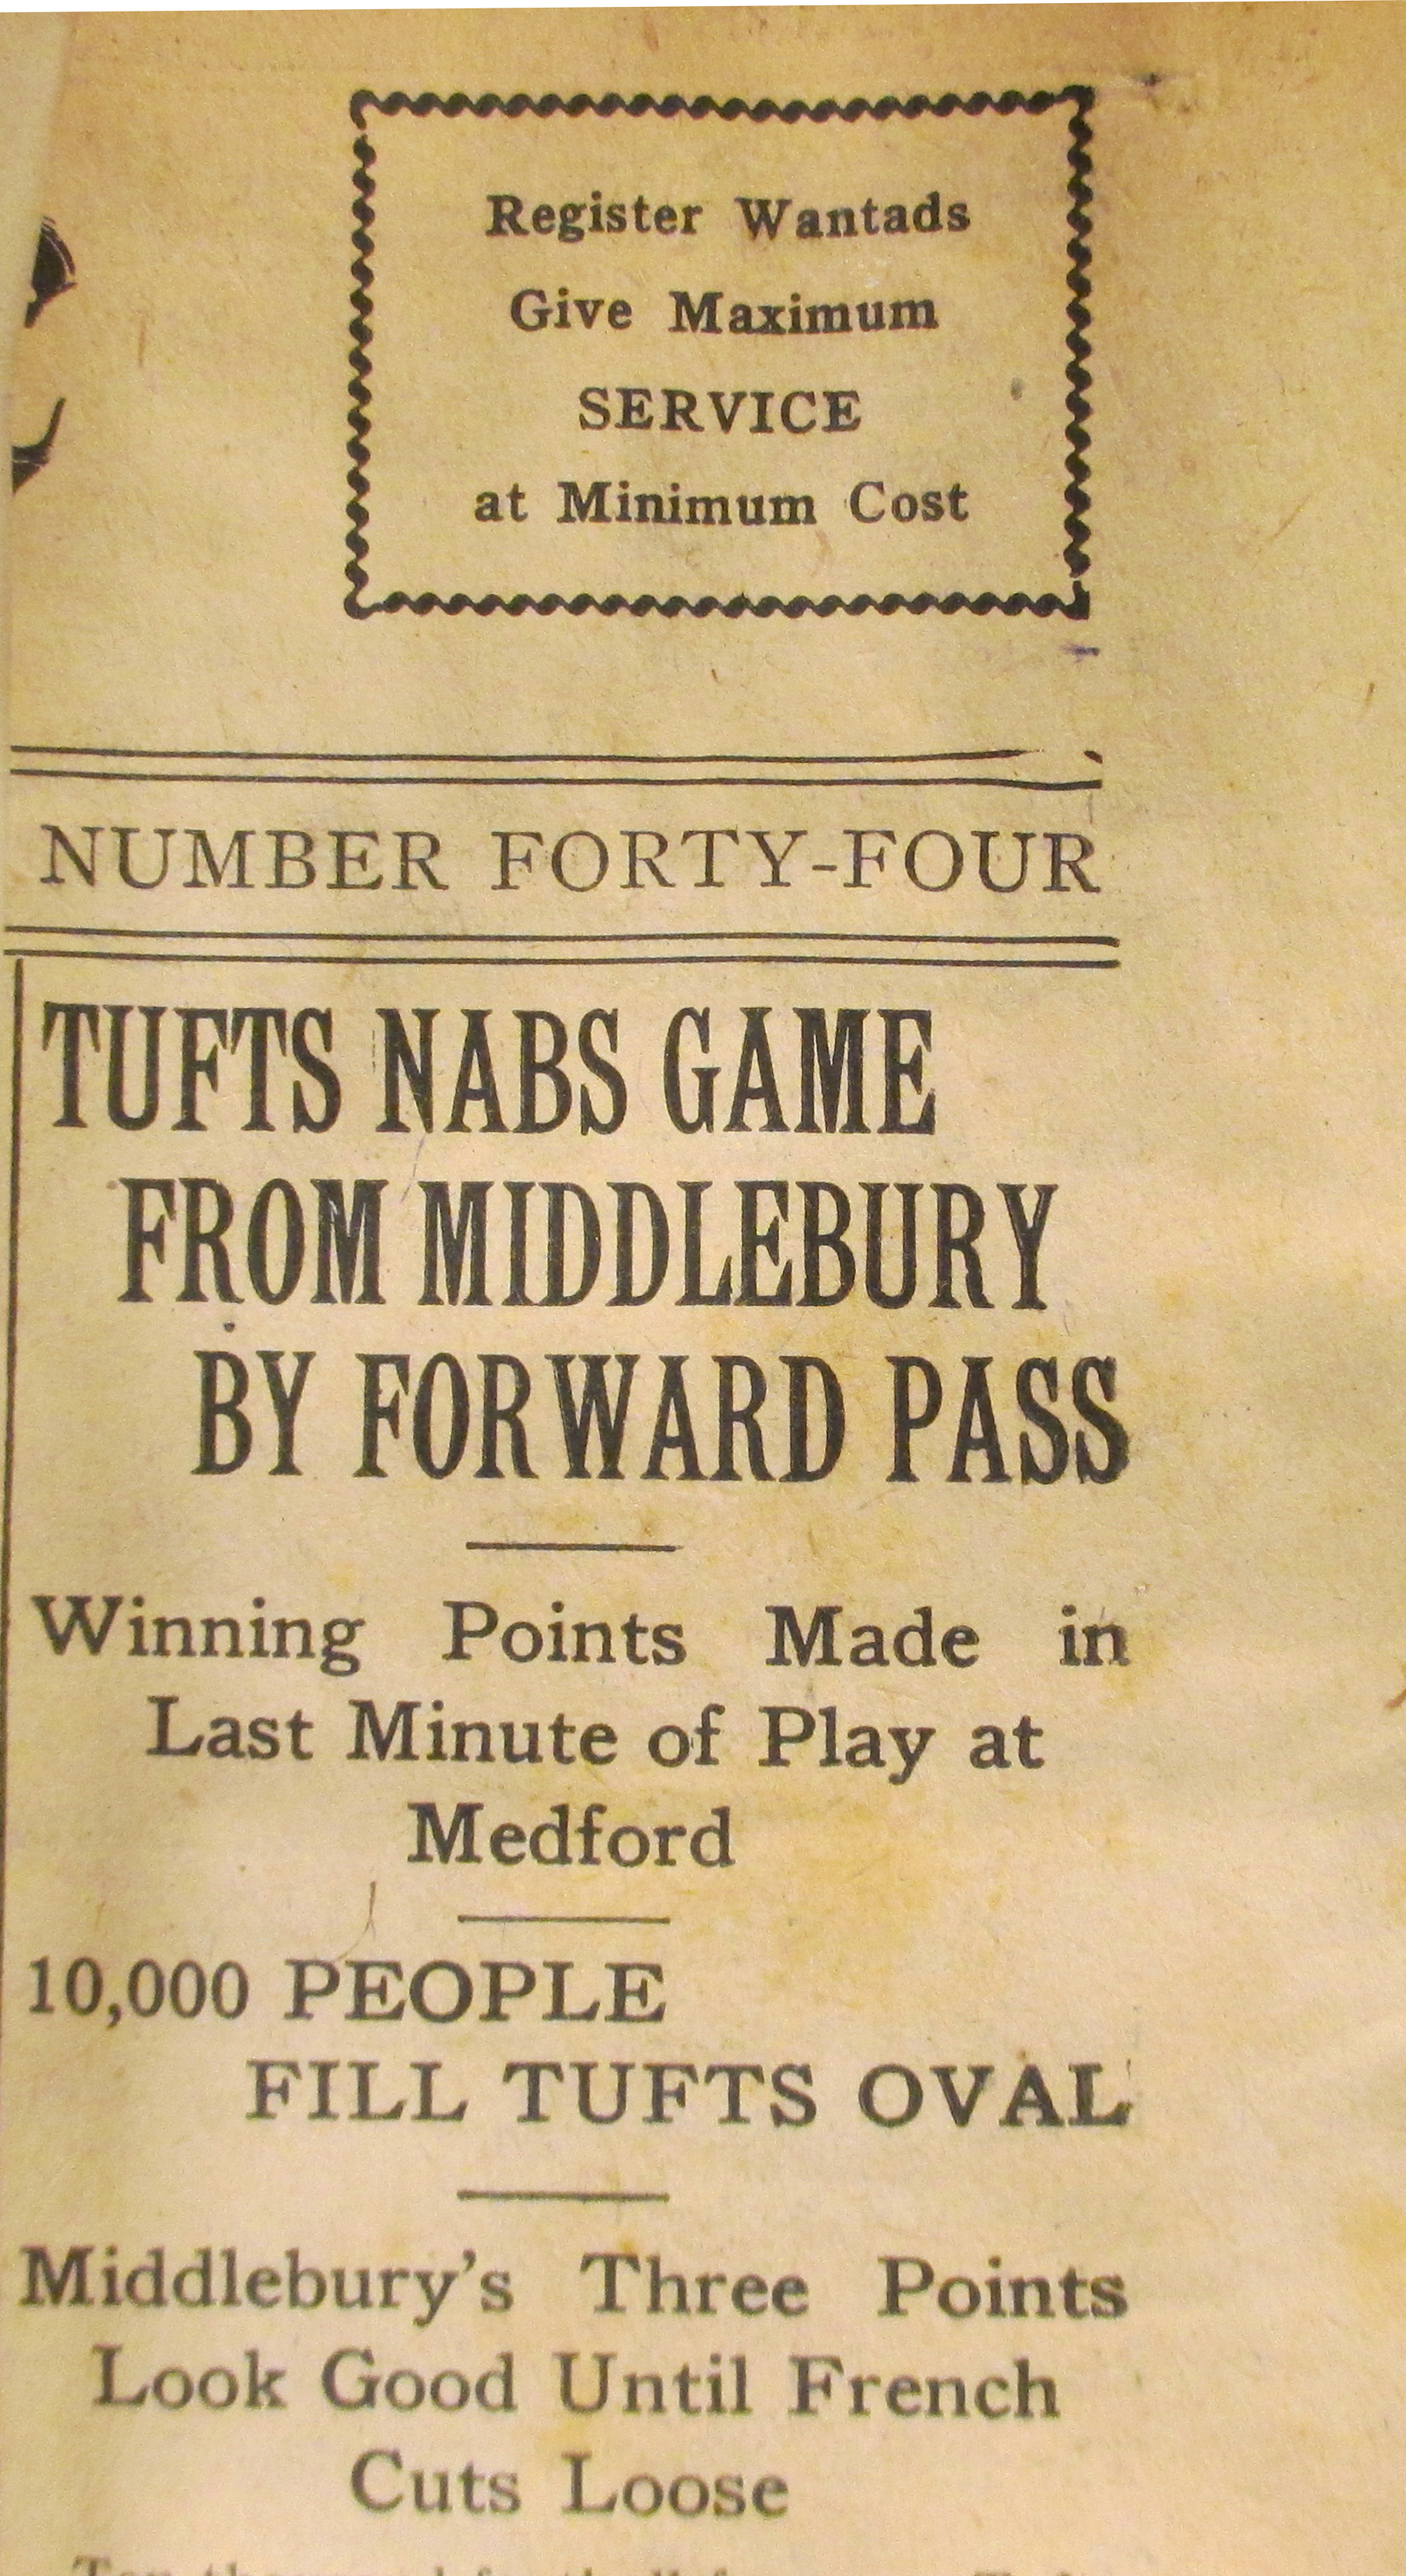 Register Wantads
Give Maximum
SERVICE
at Minimum Cost
NUMBER FORTY-FOUR
TUFTS NABS GAME
FROM MIDDLEBURY
BY FORWARD PASS
Winning Points Made in
Last Minute of Play at
Medford
10,000 PEOPLE
FILL TUFTS OVAL
Middlebury's Three Points
Look Good Until French
Cuts Loose